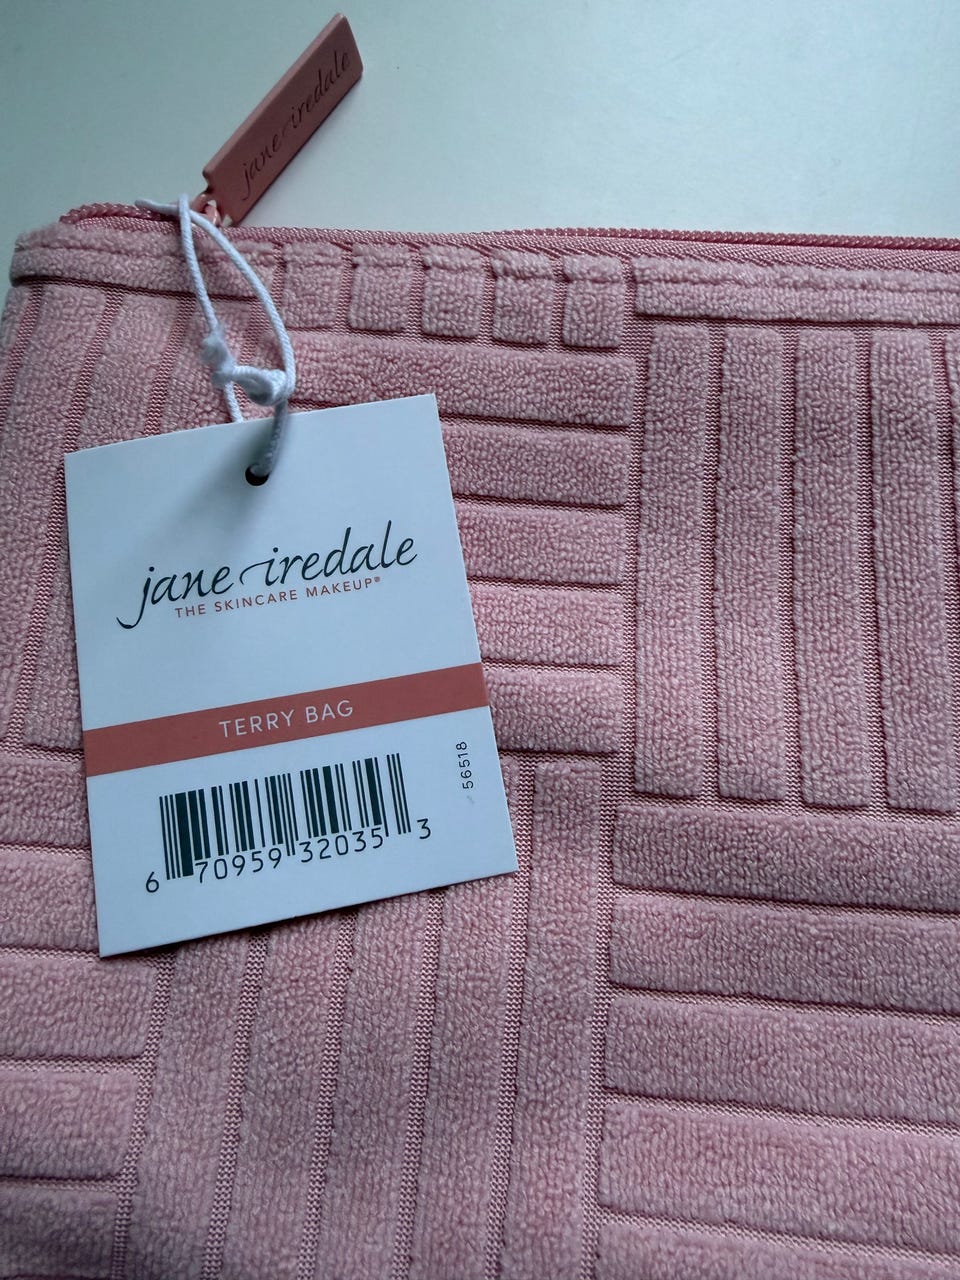 jane iredale
jane iredale
THE SKINCARE MAKEUP®
TERRY BAG
56518
6 70959 32035 3